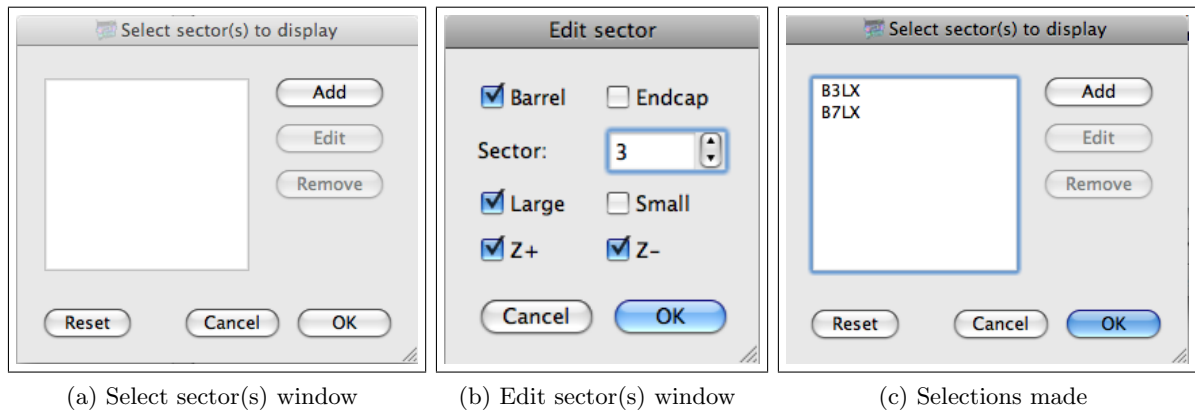 Select sector(s) to display
Add
Edit
Remove
Reset
Cancel
OK
(a) Select sector(s) window
Edit sector
Barrel
Endcap
Sector:
3
Large
Small
Z+
Z-
Cancel
OK
(b) Edit sector(s) window
Select sector(s) to display
B3LX
B7LX
Add
Edit
Remove
Reset
Cancel
OK
(c) Selections made